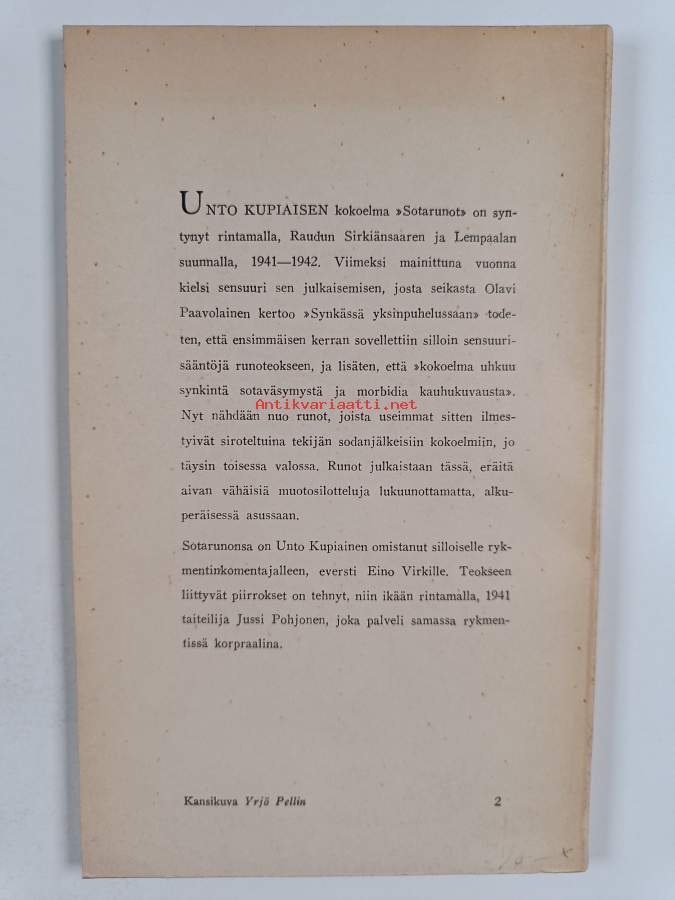 UNTO KUPIAISEN kokoelma »Sotarunot» on syn-
tynyt rintamalla, Raudun Sirkiänsaaren ja Lempaalan
suunnalla, 1941—1942. Viimeksi mainittuna vuonna
kielsi sensuuri sen julkaisemisen, josta seikasta Olavi
Paavolainen kertoo »Synkässä yksinpuhelussaan» tode-
ten, että ensimmäisen kerran sovellettiin silloin sensuuri-
sääntöjä runoteokseen, ja lisäten, että »kokoelma uhkuu
synkintä sotaväsymystä ja morbidia kauhukuvausta».
Antikvariaatti.net
Nyt nähdään nuo runot, joista useimmat sitten ilmes-
tyivät siroteltuina tekijän sodanjälkeisiin kokoelmiin, jo
täysin toisessa valossa. Runot julkaistaan tässä, eräitä
aivan vähäisiä muotosilotteluja lukuunottamatta, alku-
peräisessä asussaan.
Sotarunonsa on Unto Kupiainen omistanut silloiselle ryk-
mentinkomentajalleen, eversti Eino Virkille. Teokseen
liittyvät piirrokset on tehnyt, niin ikään rintamalla, 1941
taiteilija Jussi Pohjonen, joka palveli samassa rykmen-
tissä korpraalina.
Kansikuva Yrjö Pellin 2